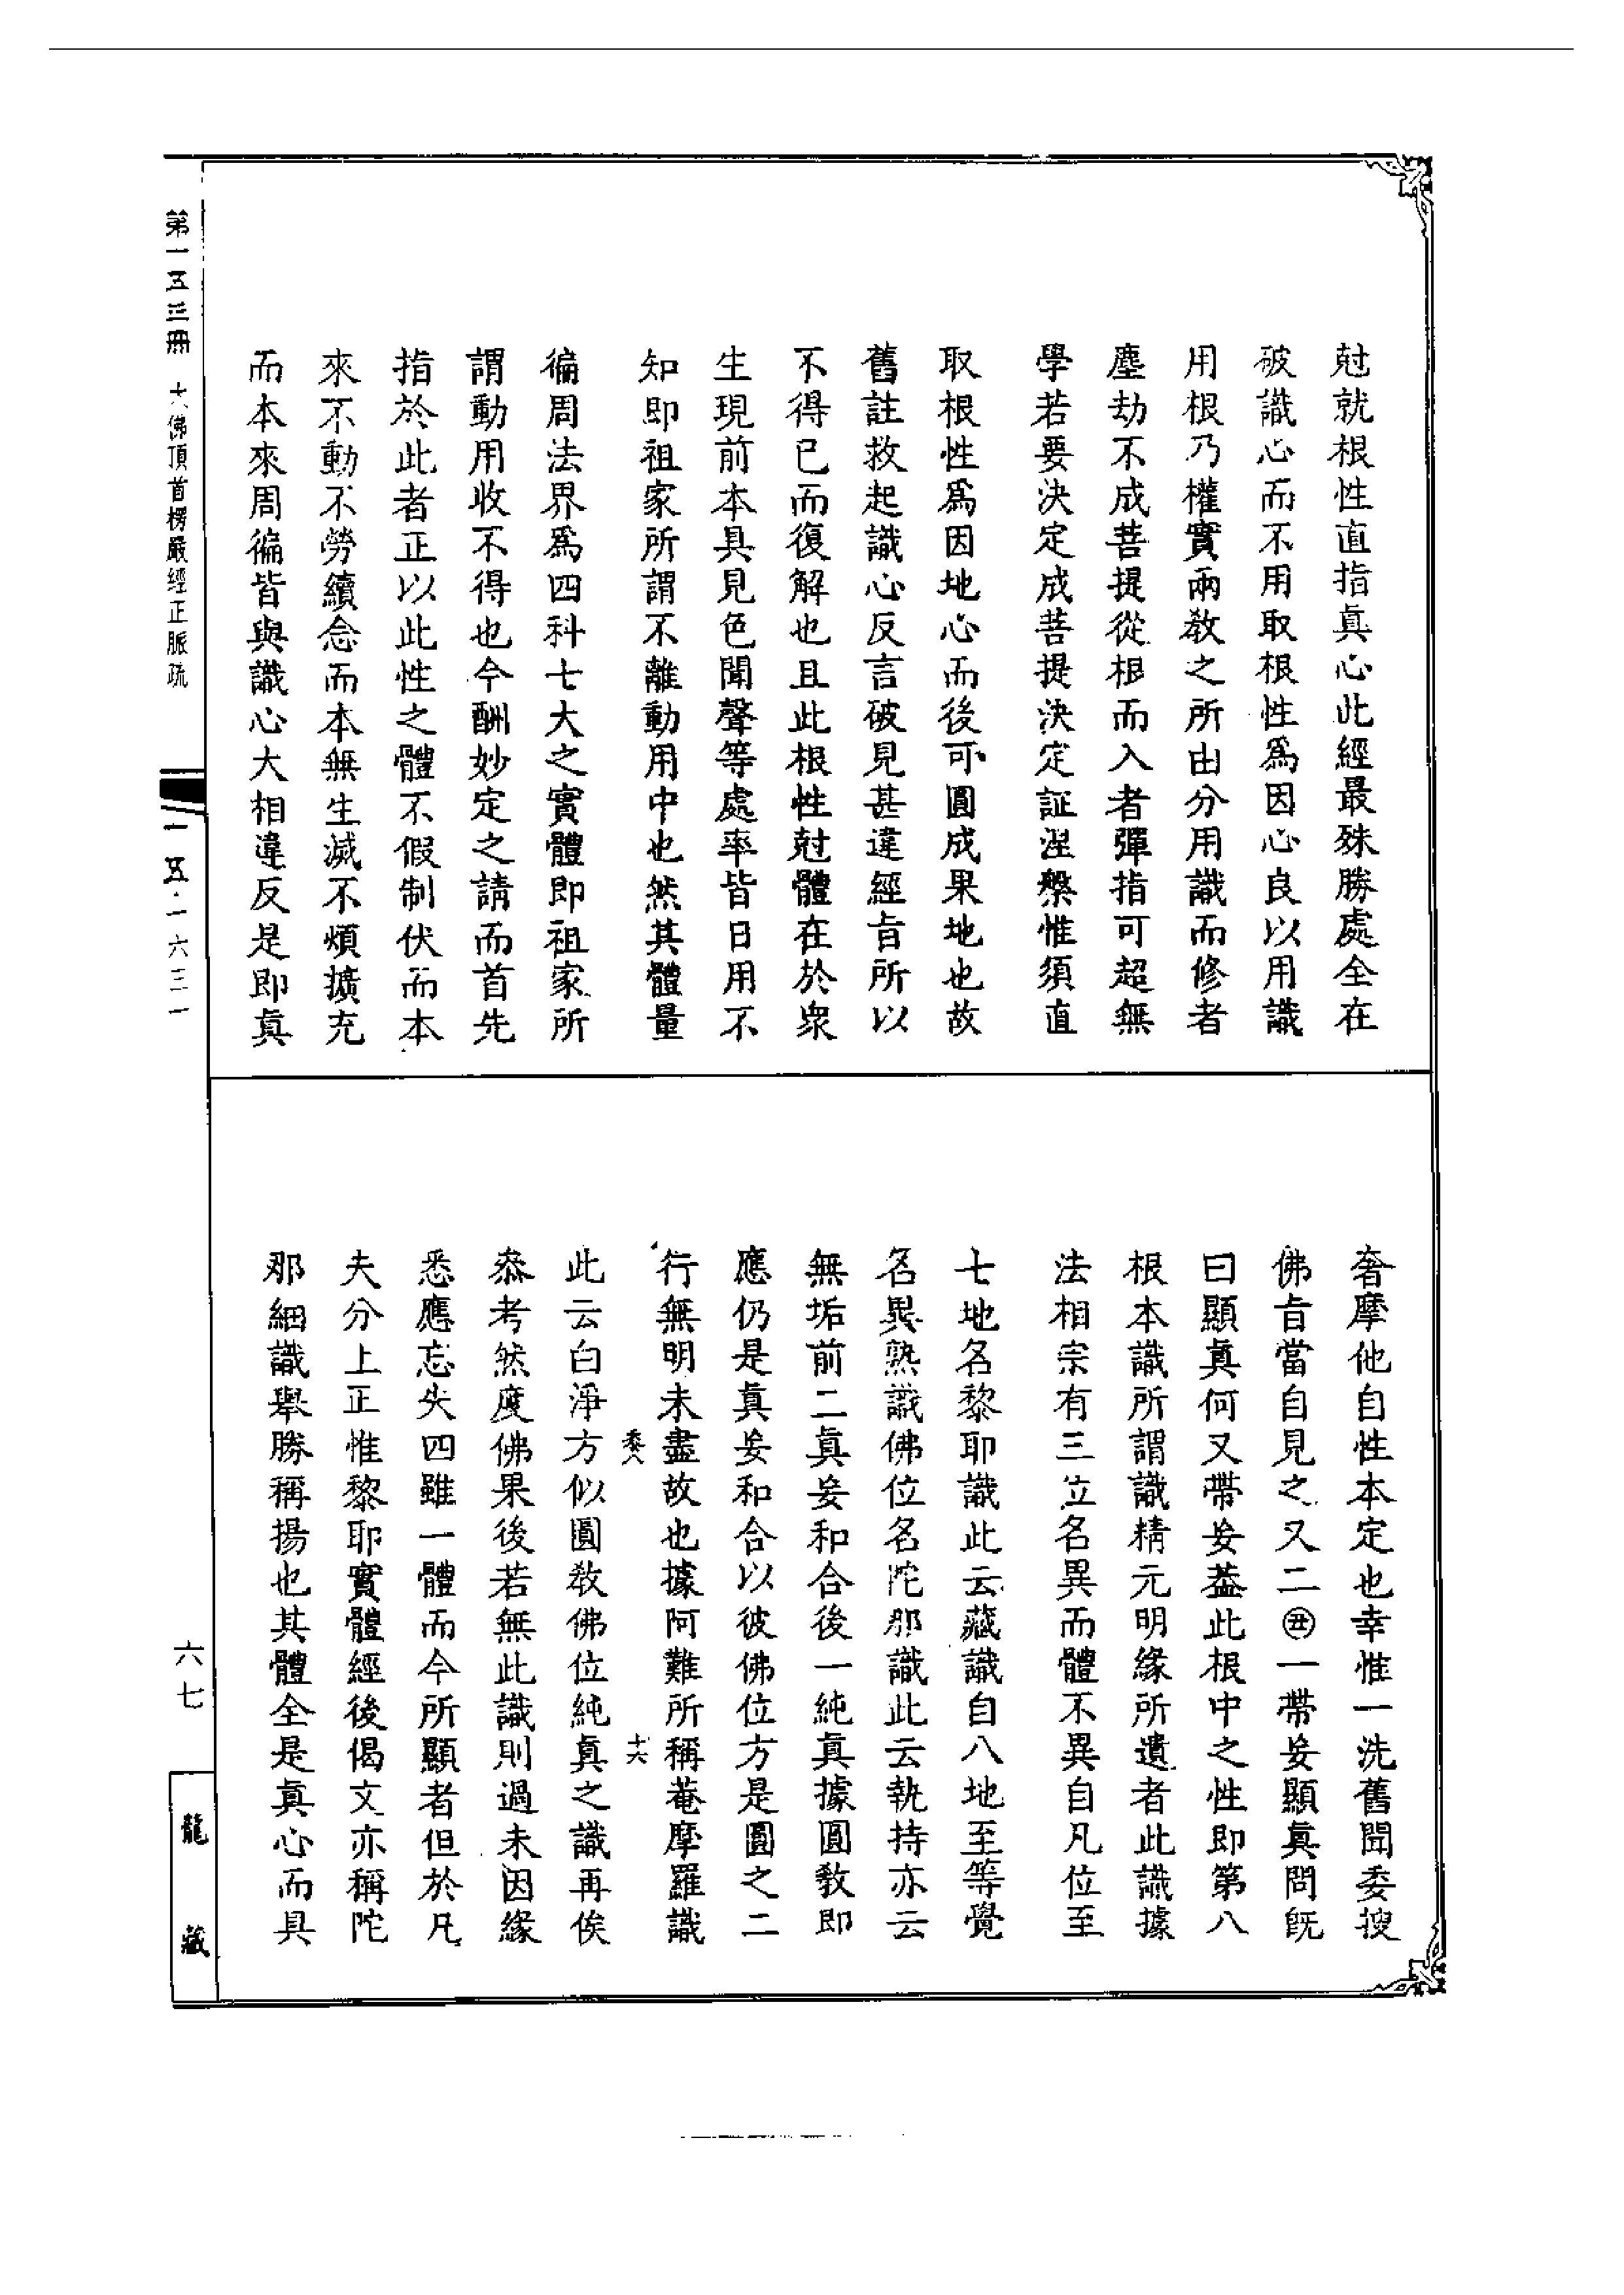 尅就根性直指真心此經最殊勝處全在
破識心而不用取根性爲因心良以用識
用根乃權實兩教之所由分用識而修者
塵劫不成菩提從根而入者彈指可超無
學若要決定成菩提決定証涅槃惟須直
取根性爲因地心而後可圓成果地也故
舊註救起識心反言破見甚違經旨所以
不得已而復解也且此根性尅體在於衆
生現前本具見色聞聲等處率皆日用不
知即祖家所謂不離動用中也然其體量
徧周法界爲四科七大之實體即祖家所
謂動用收不得也今酬妙定之請而首先
指於此者正以此性之體不假制伏而本
來不動不勞續念而本無生滅不煩擴充
而本來周徧皆與識心大相違反是即真
奢摩他自性本定也幸惟一洗舊聞委搜
佛旨當自見之又二㊄一帶妄顯真問既
曰顯真何又帶妄葢此根中之性即第八
根本識所謂識精元明緣所遺者此識據
法相宗有三位名異而體不異自凡位至
七地名黎耶識此云藏識自八地至等覺
名異熟識佛位名陀那識此云執持亦云
無垢前二真妄和合後一純真據圓教即
應仍是真妄和合以彼佛位方是圓之二
行無明未盡故也據阿難所稱菴摩羅識
黍六
十六
此云白淨方似圓教佛位純真之識再俟
叅考然度佛果後若無此識則過未因緣
悉應忘失四雖一體而今所顯者但於凡
夫分上正惟黎耶實體經後偈文亦稱陀
那細識舉勝稱揚也其體全是真心而具
第一五三冊 大佛頂首楞嚴經正脈疏
一五·一六三一
六七
龍藏